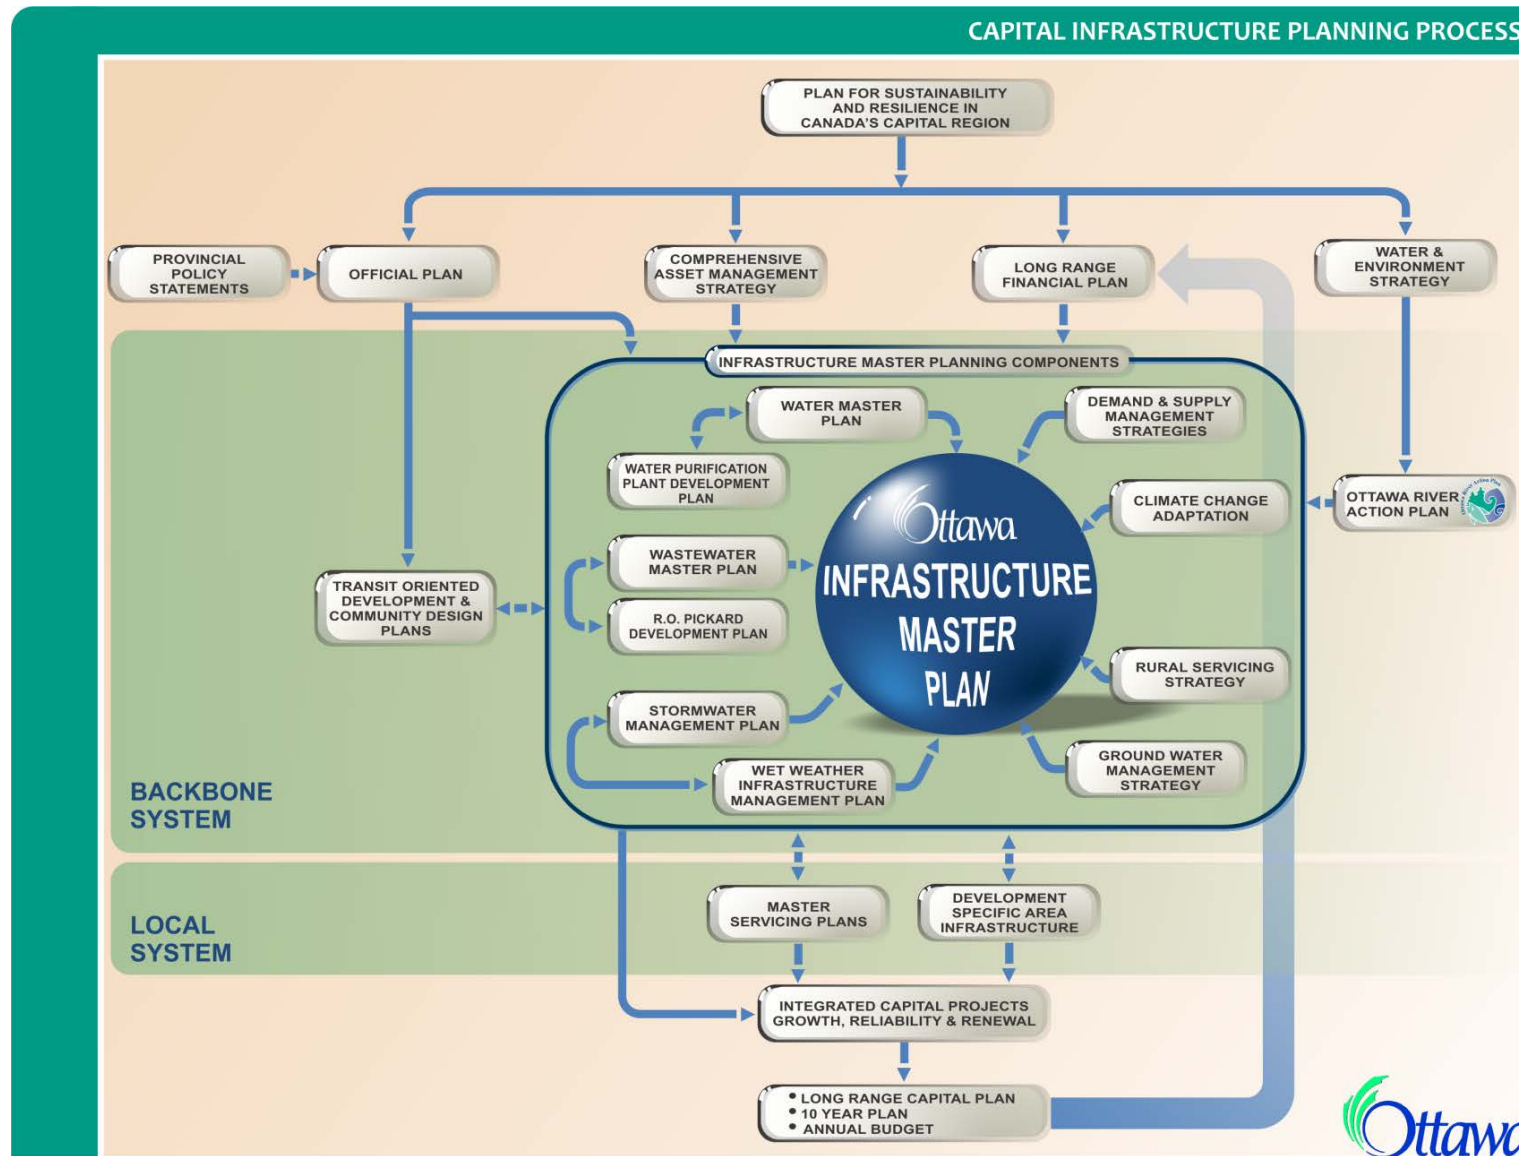 CAPITAL INFRASTRUCTURE PLANNING PROCESS
PLAN FOR SUSTAINABILITY
AND RESILIENCE IN
CANADA'S CAPITAL REGION
PROVINCIAL
POLICY
STATEMENTS
OFFICIAL PLAN
COMPREHENSIVE
ASSET MANAGEMENT
STRATEGY
LONG RANGE
FINANCIAL PLAN
WATER &
ENVIRONMENT
STRATEGY
INFRASTRUCTURE MASTER PLANNING COMPONENTS
WATER MASTER
PLAN
DEMAND & SUPPLY
MANAGEMENT
STRATEGIES
WATER PURIFICATION
PLANT DEVELOPMENT
PLAN
CLIMATE CHANGE
ADAPTATION
OTTAWA RIVER
ACTION PLAN
Ottawa
INFRASTRUCTURE
MASTER
PLAN
WASTEWATER
MASTER PLAN
TRANSIT ORIENTED
DEVELOPMENT &
COMMUNITY DESIGN
PLANS
R.O. PICKARD
DEVELOPMENT PLAN
RURAL SERVICING
STRATEGY
STORMWATER
MANAGEMENT PLAN
WET WEATHER
INFRASTRUCTURE
MANAGEMENT PLAN
GROUND WATER
MANAGEMENT
STRATEGY
BACKBONE
SYSTEM
LOCAL
SYSTEM
MASTER
SERVICING PLANS
DEVELOPMENT
SPECIFIC AREA
INFRASTRUCTURE
INTEGRATED CAPITAL PROJECTS
GROWTH, RELIABILITY & RENEWAL
• LONG RANGE CAPITAL PLAN
• 10 YEAR PLAN
• ANNUAL BUDGET
Ottawa